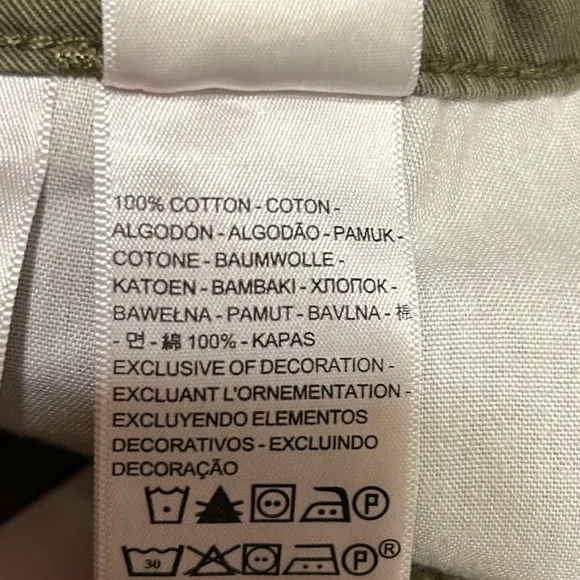 100% COTTON - COTON -
ALGODÓN - ALGODÃO - PAMUK -
COTONE - BAUMWOLLE -
KATOEN - BAMBAKI - ХЛОПОК -
BAWEŁNA - PAMUT - BAVLNA - 棉
- 면 - 綿 100% - KAPAS
EXCLUSIVE OF DECORATION -
EXCLUANT L'ORNEMENTATION -
EXCLUYENDO ELEMENTOS
DECORATIVOS - EXCLUINDO
DECORAÇÃO
P
30 P ®